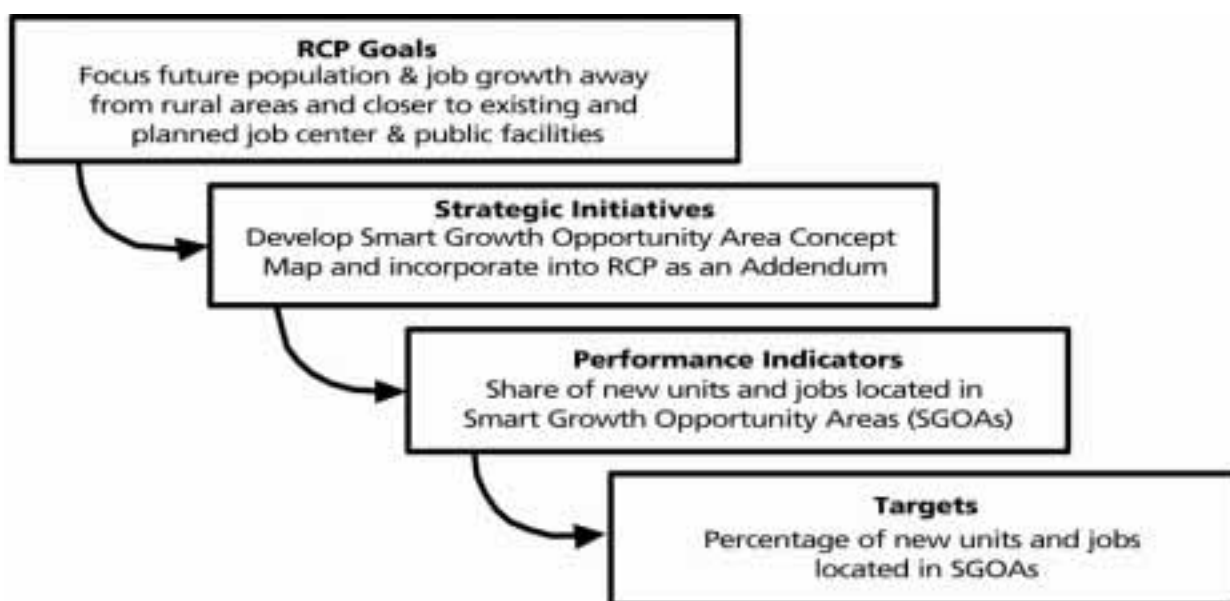 RCP Goals
Focus future population & job growth away
from rural areas and closer to existing and
planned job center & public facilities
Strategic Initiatives
Develop Smart Growth Opportunity Area Concept
Map and incorporate into RCP as an Addendum
Performance Indicators
Share of new units and jobs located in
Smart Growth Opportunity Areas (SGOAs)
Targets
Percentage of new units and jobs
located in SGOAs